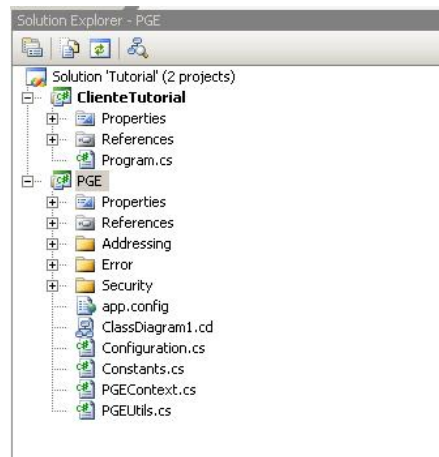 Solution Explorer - PGE
Solution 'Tutorial' (2 projects)
ClienteTutorial
Properties
References
Program.cs
PGE
Properties
References
Addressing
Error
Security
app.config
ClassDiagram1.cd
Configuration.cs
Constants.cs
PGEContext.cs
PGEUtils.cs